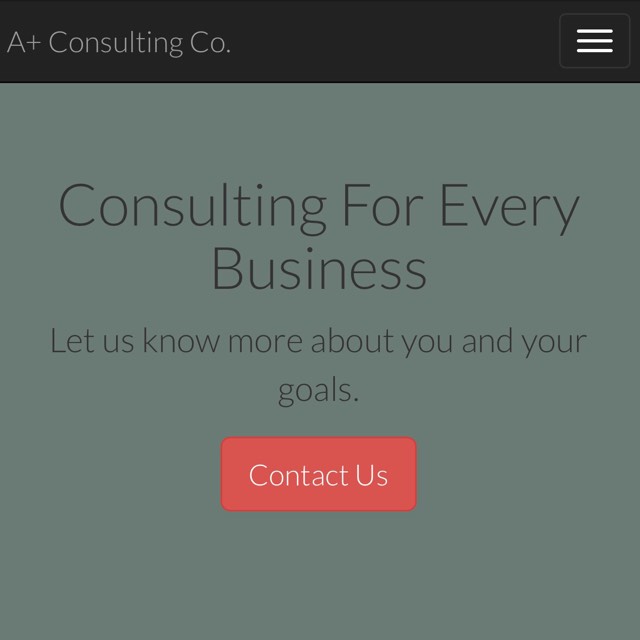 A+ Consulting Co.
Consulting For Every
Business
Let us know more about you and your
goals.
Contact Us